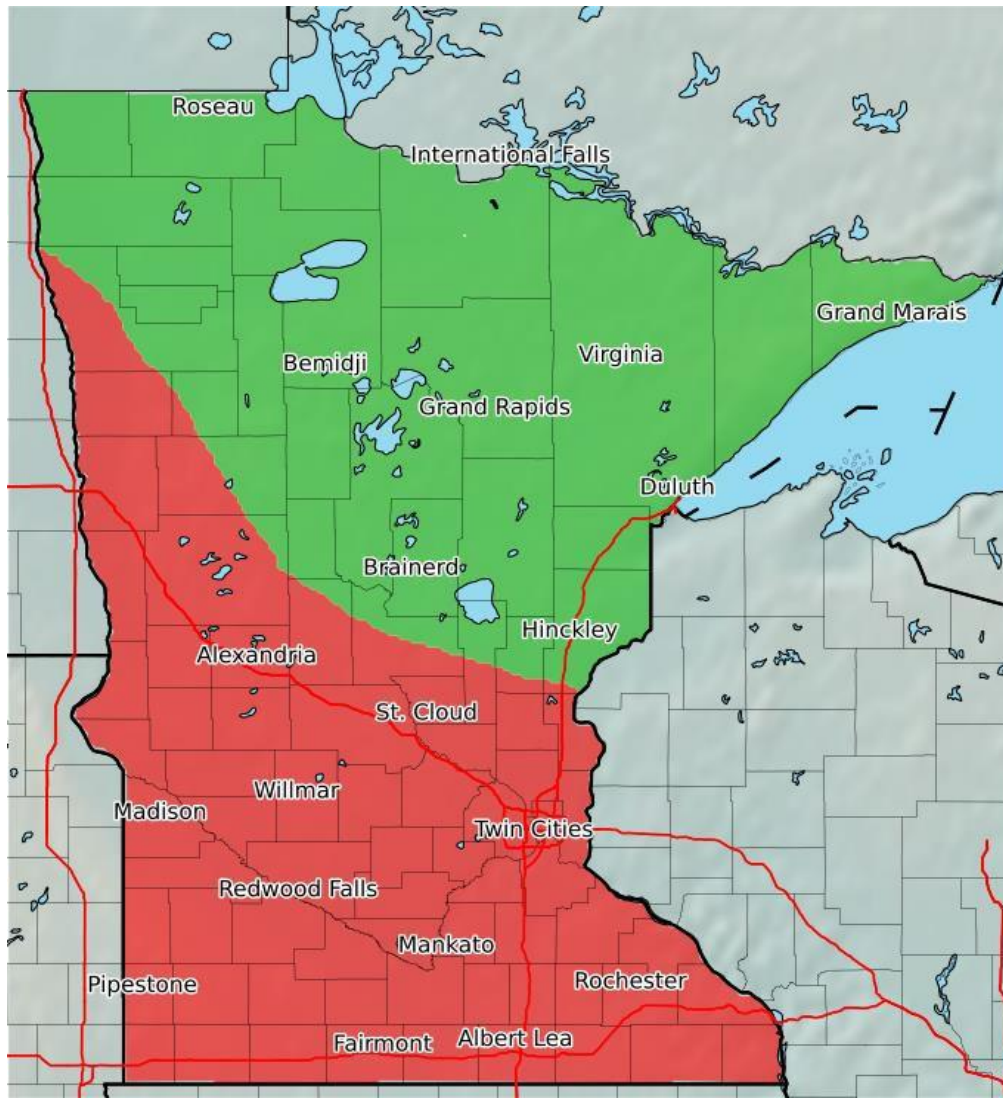 Roseau
International Falls
Grand Marais
Virginia
Bemidji
Grand Rapids
Duluth
Brainerd
Hinckley
Alexandria
St. Cloud
Willmar
Madison
Twin Cities
Redwood Falls
Mankato
Rochester
Pipestone
Albert Lea
Fairmont